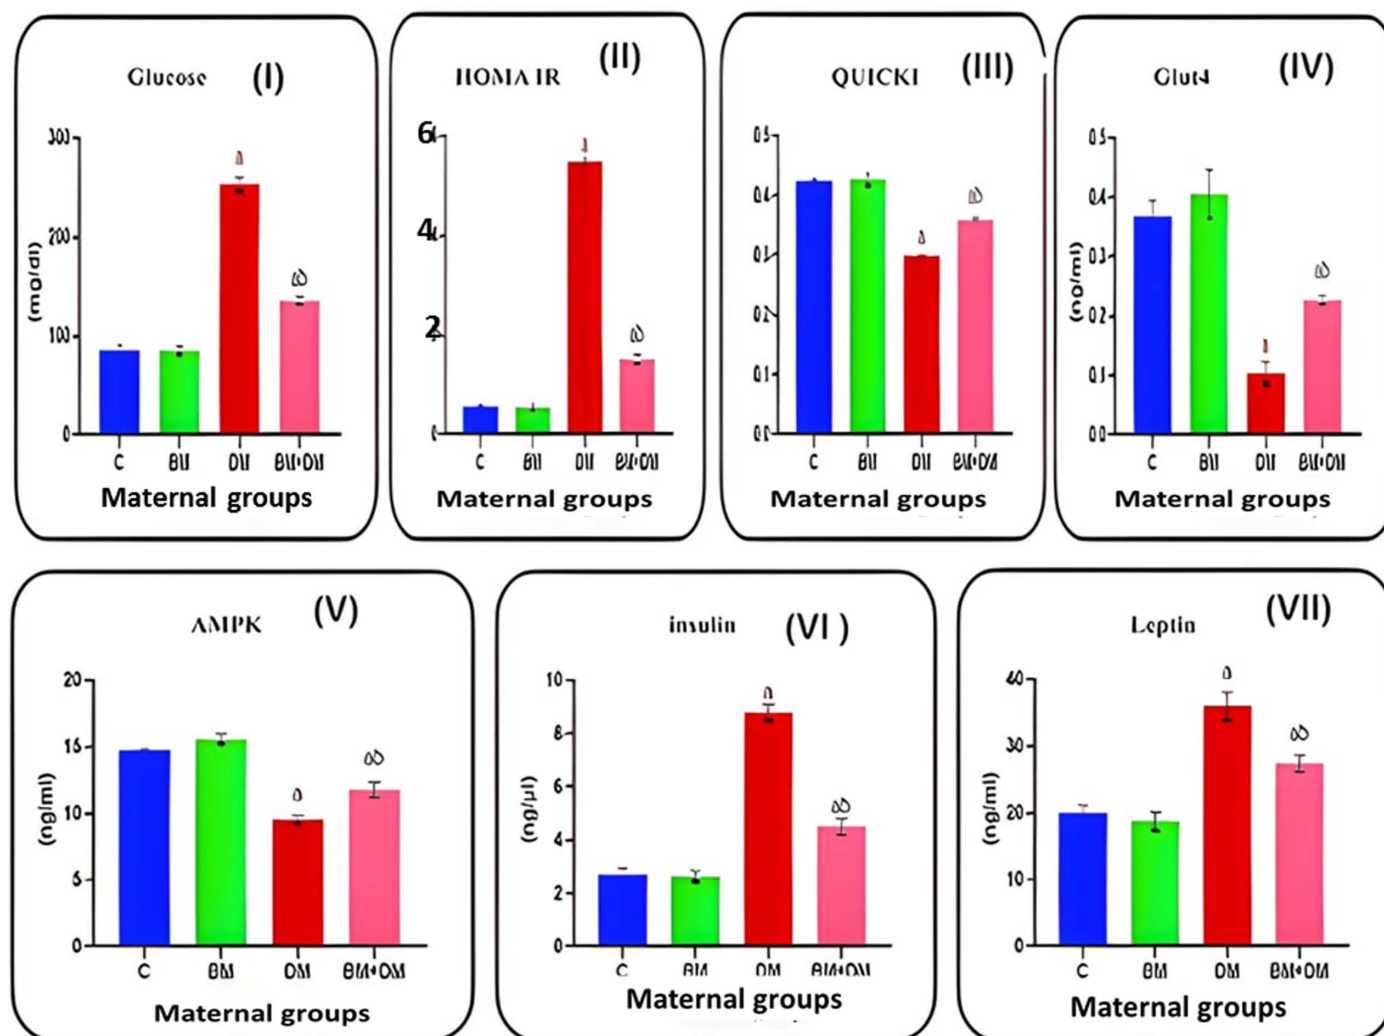 Glucose (I)
300
200
100
0
(mg/dl)
C BM DM BM+DM
Maternal groups
HOMA IR (II)
6
4
2
C BM DM BM+DM
Maternal groups
QUICKI (III)
0.5
0.4
0.3
0.2
0.1
0.0
C BM DM BM+DM
Maternal groups
Glut4 (IV)
0.5
0.4
0.3
0.2
0.1
0.0
(ng/ml)
C BM DM BM+DM
Maternal groups
AMPK (V)
20
15
10
5
0
(ng/ml)
C BM DM BM+DM
Maternal groups
insulin (VI )
10
8
6
4
2
0
(ng/µl)
C BM DM BM+DM
Maternal groups
Leptin (VII)
40
30
20
10
0
(ng/ml)
C BM DM BM+DM
Maternal groups